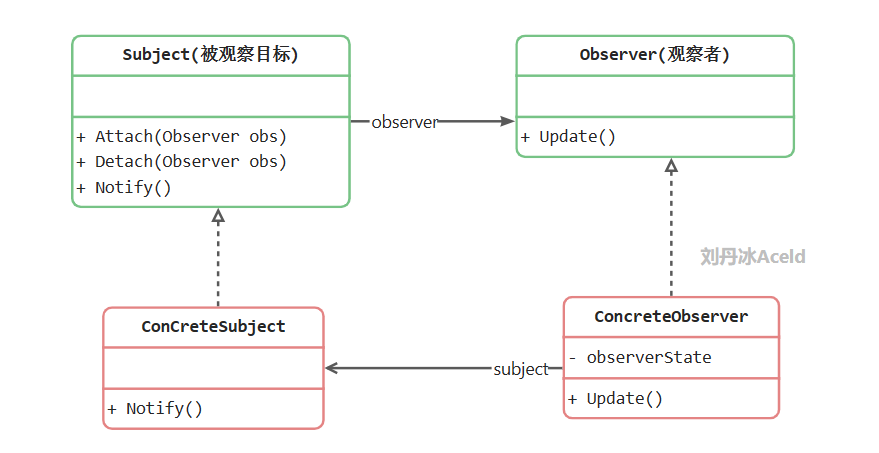 Subject(被观察目标)
+ Attach(Observer obs)
+ Detach(Observer obs)
+ Notify()
observer
Observer(观察者)
+ Update()
刘丹冰Aceld
ConCreteSubject
+ Notify()
subject
ConcreteObserver
- observerState
+ Update()